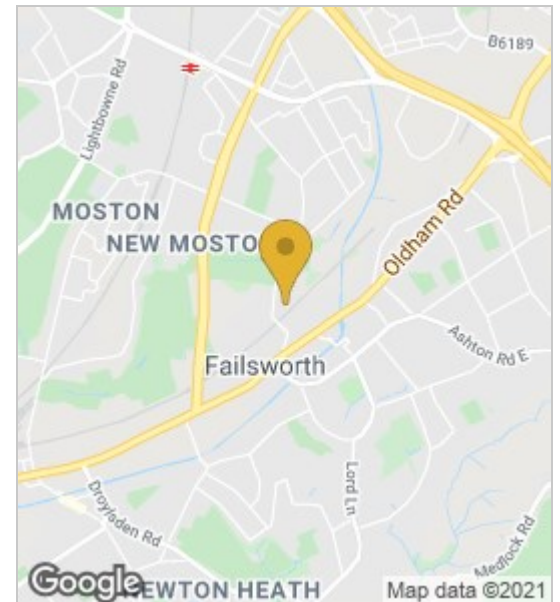 B6189
Lightbowne Rd
MOSTON
NEW MOSTO
Oldham Rd
Failsworth
Ashton Rd E
Lord Ln
Droylsden Rd
Medlock Rd
Google
NEWTON HEATH
Map data ©2021